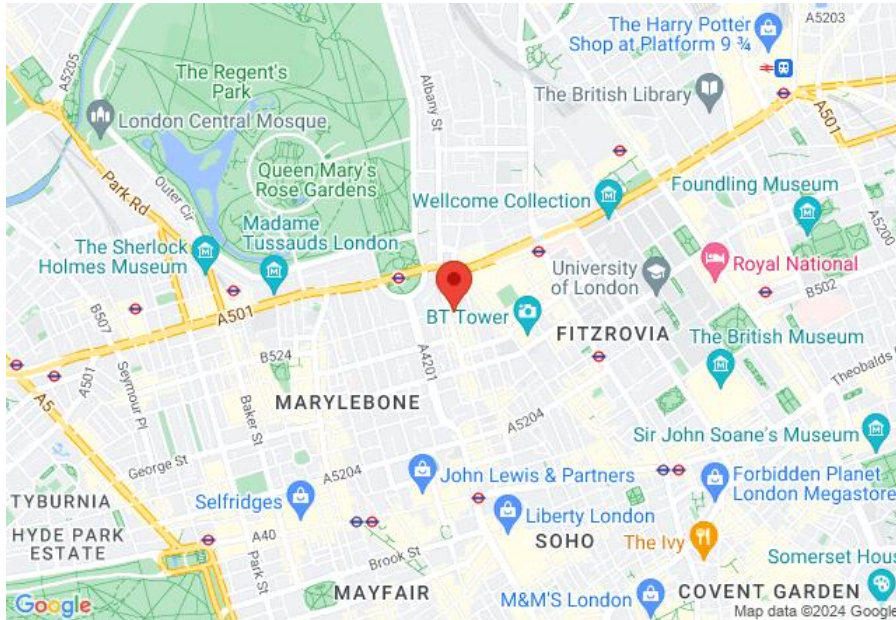 The Harry Potter
Shop at Platform 9 ¾
A5203
A5205
The Regent's
Park
Albany St
The British Library
London Central Mosque
A501
Queen Mary's
Rose Gardens
Outer Cir
Park Rd
Wellcome Collection
Foundling Museum
Madame
Tussauds London
The Sherlock
Holmes Museum
A5200
University
of London
Royal National
B507
A501
BT Tower
B502
FITZROVIA
The British Museum
B524
A4201
Theobalds
A501
Seymour Pl
A5
MARYLEBONE
Baker St
A5204
Sir John Soane's Museum
George St
A5204
John Lewis & Partners
Forbidden Planet
London Megastore
TYBURNIA
Selfridges
Liberty London
HYDE PARK
ESTATE
A40
SOHO
The Ivy
Brook St
Park St
Somerset Hous
MAYFAIR
COVENT GARDEN
M&M'S London
Google
Map data ©2024 Google